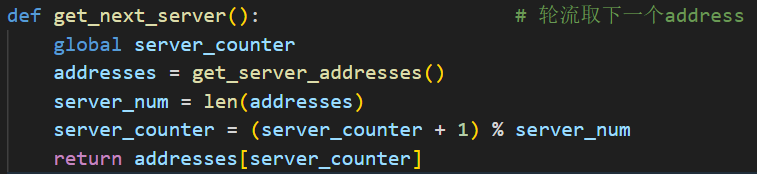 def get_next_server():                      # 轮流取下一个address
    global server_counter
    addresses = get_server_addresses()
    server_num = len(addresses)
    server_counter = (server_counter + 1) % server_num
    return addresses[server_counter]